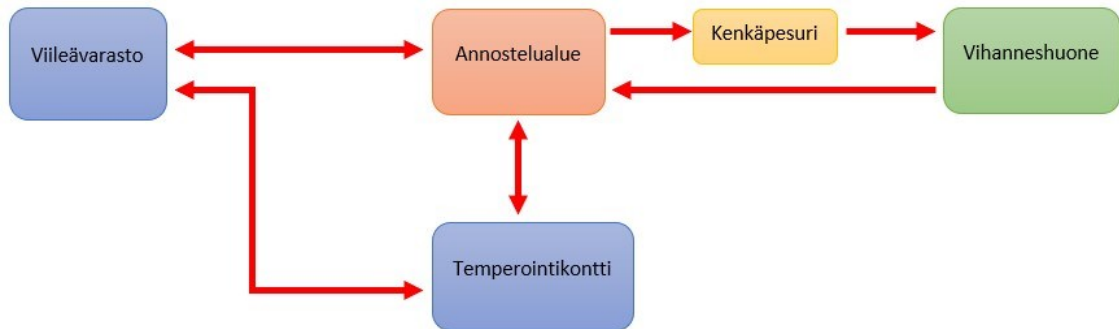 Viileävarasto
Annostelualue
Kenkäpesuri
Vihanneshuone
Temperointikontti